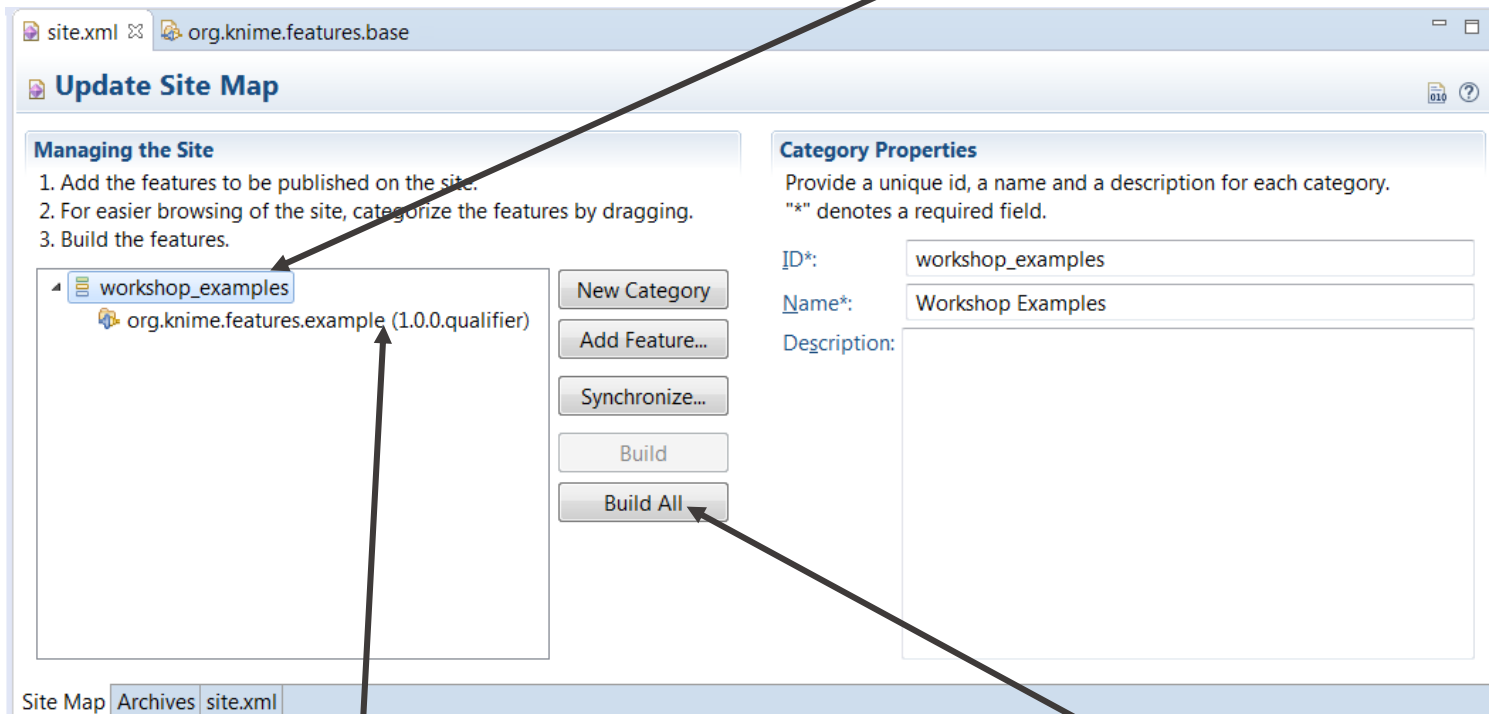 site.xml
org.knime.features.base
Update Site Map
010
?
Managing the Site
1. Add the features to be published on the site.
2. For easier browsing of the site, categorize the features by dragging.
3. Build the features.
workshop_examples
org.knime.features.example (1.0.0.qualifier)
New Category
Add Feature...
Synchronize...
Build
Build All
Category Properties
Provide a unique id, a name and a description for each category.
"*" denotes a required field.
ID*:
workshop_examples
Name*:
Workshop Examples
Description:
Site Map
Archives
site.xml